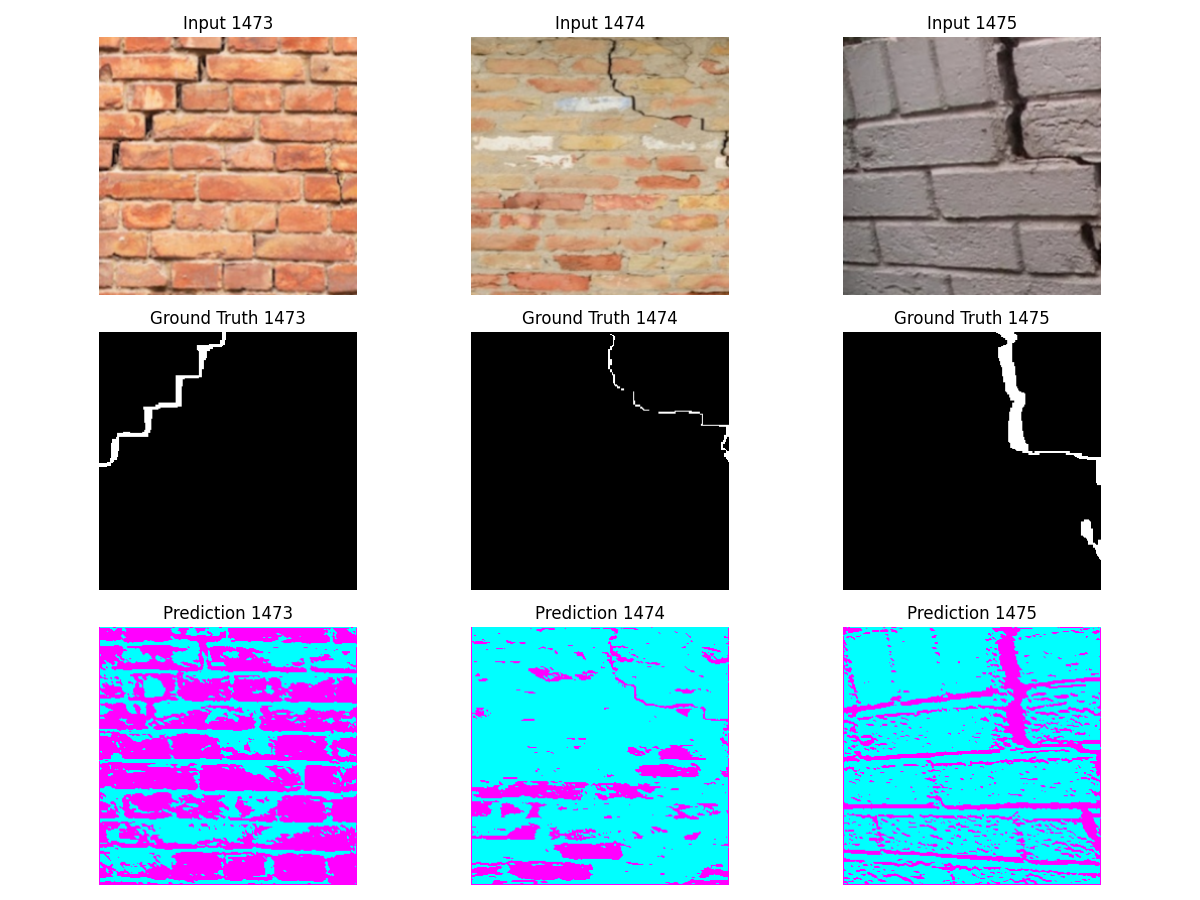 Input 1473
Input 1474
Input 1475
Ground Truth 1473
Ground Truth 1474
Ground Truth 1475
Prediction 1473
Prediction 1474
Prediction 1475